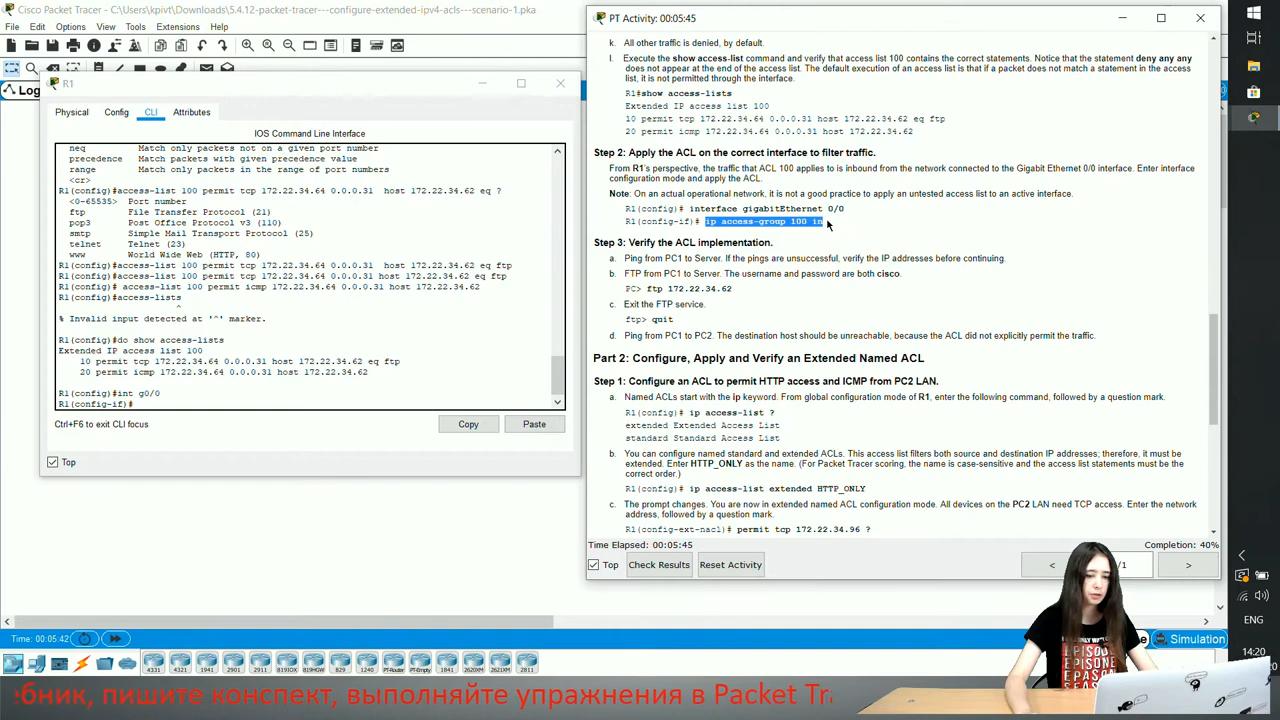 Cisco Packet Tracer - C:\Users\kpivt\Downloads\5.4.12-packet-tracer---configure-extended-ipv4-acls---scenario-1.pka
File Edit Options View Tools Extensions Help
Log
R1
Physical Config CLI Attributes
IOS Command Line Interface
neq Match only packets not on a given port number
precedence Match packets with given precedence value
range Match only packets in the range of port numbers
<cr>
R1(config)#access-list 100 permit tcp 172.22.34.64 0.0.0.31 host 172.22.34.62 eq ?
<0-65535> Port number
ftp File Transfer Protocol (21)
pop3 Post Office Protocol v3 (110)
smtp Simple Mail Transport Protocol (25)
telnet Telnet (23)
www World Wide Web (HTTP, 80)
R1(config)#access-list 100 permit tcp 172.22.34.64 0.0.0.31 host 172.22.34.62 eq ftp
R1(config)#access-list 100 permit tcp 172.22.34.64 0.0.0.31 host 172.22.34.62 eq ftp
R1(config)# access-list 100 permit icmp 172.22.34.64 0.0.0.31 host 172.22.34.62
R1(config)#access-lists
^
% Invalid input detected at '^' marker.
R1(config)#do show access-lists
Extended IP access list 100
10 permit tcp 172.22.34.64 0.0.0.31 host 172.22.34.62 eq ftp
20 permit icmp 172.22.34.64 0.0.0.31 host 172.22.34.62
R1(config)#int g0/0
R1(config-if)#
Ctrl+F6 to exit CLI focus
Copy Paste
Top
PT Activity: 00:05:45
k. All other traffic is denied, by default.
l. Execute the show access-list command and verify that access list 100 contains the correct statements. Notice that the statement deny any any
does not appear at the end of the access list. The default execution of an access list is that if a packet does not match a statement in the access
list, it is not permitted through the interface.
R1#show access-lists
Extended IP access list 100
10 permit tcp 172.22.34.64 0.0.0.31 host 172.22.34.62 eq ftp
20 permit icmp 172.22.34.64 0.0.0.31 host 172.22.34.62
Step 2: Apply the ACL on the correct interface to filter traffic.
From R1's perspective, the traffic that ACL 100 applies to is inbound from the network connected to the Gigabit Ethernet 0/0 interface. Enter interface
configuration mode and apply the ACL.
Note: On an actual operational network, it is not a good practice to apply an untested access list to an active interface.
R1(config)# interface gigabitEthernet 0/0
R1(config-if)# ip access-group 100 in
Step 3: Verify the ACL implementation.
a. Ping from PC1 to Server. If the pings are unsuccessful, verify the IP addresses before continuing.
b. FTP from PC1 to Server. The username and password are both cisco.
PC> ftp 172.22.34.62
c. Exit the FTP service.
ftp> quit
d. Ping from PC1 to PC2. The destination host should be unreachable, because the ACL did not explicitly permit the traffic.
Part 2: Configure, Apply and Verify an Extended Named ACL
Step 1: Configure an ACL to permit HTTP access and ICMP from PC2 LAN.
a. Named ACLs start with the ip keyword. From global configuration mode of R1, enter the following command, followed by a question mark.
R1(config)# ip access-list ?
extended Extended Access List
standard Standard Access List
b. You can configure named standard and extended ACLs. This access list filters both source and destination IP addresses; therefore, it must be
extended. Enter HTTP_ONLY as the name. (For Packet Tracer scoring, the name is case-sensitive and the access list statements must be the
correct order.)
R1(config)# ip access-list extended HTTP_ONLY
c. The prompt changes. You are now in extended named ACL configuration mode. All devices on the PC2 LAN need TCP access. Enter the network
address, followed by a question mark.
R1(config-ext-nacl)# permit tcp 172.22.34.96 ?
Time Elapsed: 00:05:45 Completion: 40%
Top Check Results Reset Activity < /1 >
Time: 00:05:42
Simulation
4331 4321 1941 2901 2911 819IOX 819HGW 829 1240 PT-Router PT-Empty 1841 2620XM 2621XM 2811
ENG
14:20
EPISODE
бник, пишите конспект, выполняйте упражнения в Packet Tra